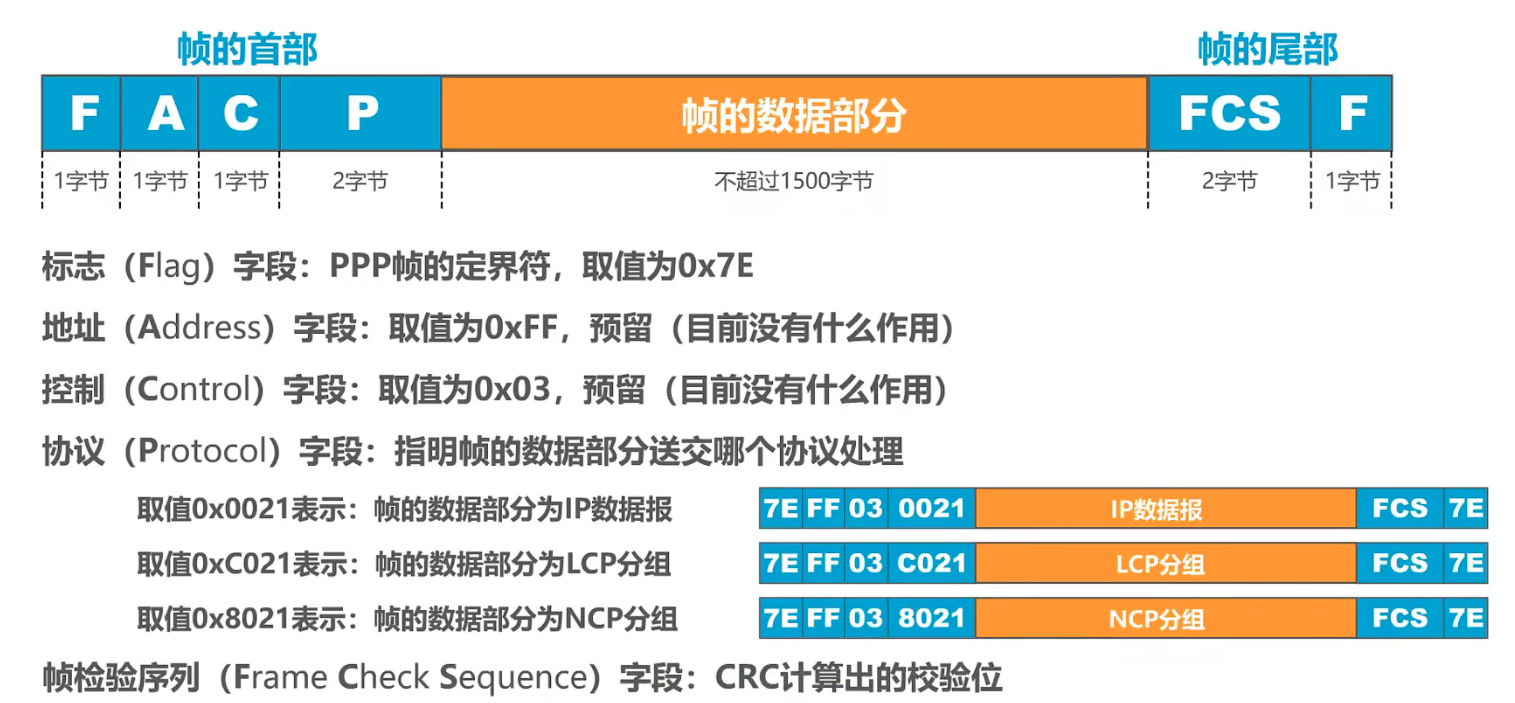 帧的首部 帧的尾部
F A C P 帧的数据部分 FCS F
1字节 1字节 1字节 2字节 不超过1500字节 2字节 1字节
标志（Flag）字段：PPP帧的定界符，取值为0x7E
地址（Address）字段：取值为0xFF，预留（目前没有什么作用）
控制（Control）字段：取值为0x03，预留（目前没有什么作用）
协议（Protocol）字段：指明帧的数据部分送交哪个协议处理
取值0x0021表示：帧的数据部分为IP数据报 7E FF 03 0021 IP数据报 FCS 7E
取值0xC021表示：帧的数据部分为LCP分组 7E FF 03 C021 LCP分组 FCS 7E
取值0x8021表示：帧的数据部分为NCP分组 7E FF 03 8021 NCP分组 FCS 7E
帧检验序列（Frame Check Sequence）字段：CRC计算出的校验位